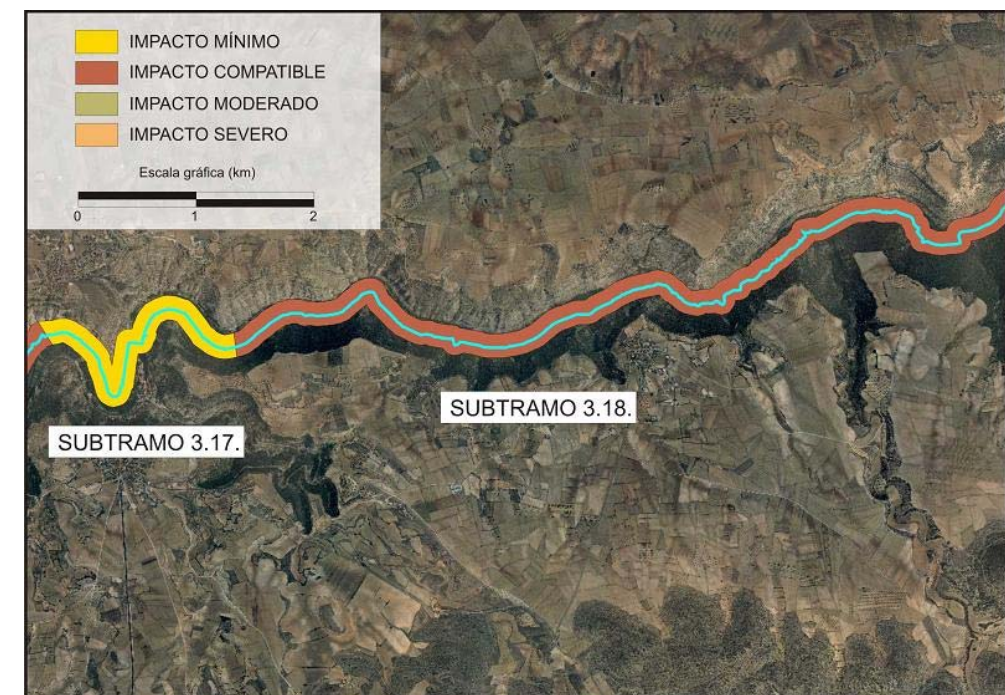 IMPACTO MÍNIMO
IMPACTO COMPATIBLE
IMPACTO MODERADO
IMPACTO SEVERO
Escala gráfica (km)
0 1 2
SUBTRAMO 3.18.
SUBTRAMO 3.17.